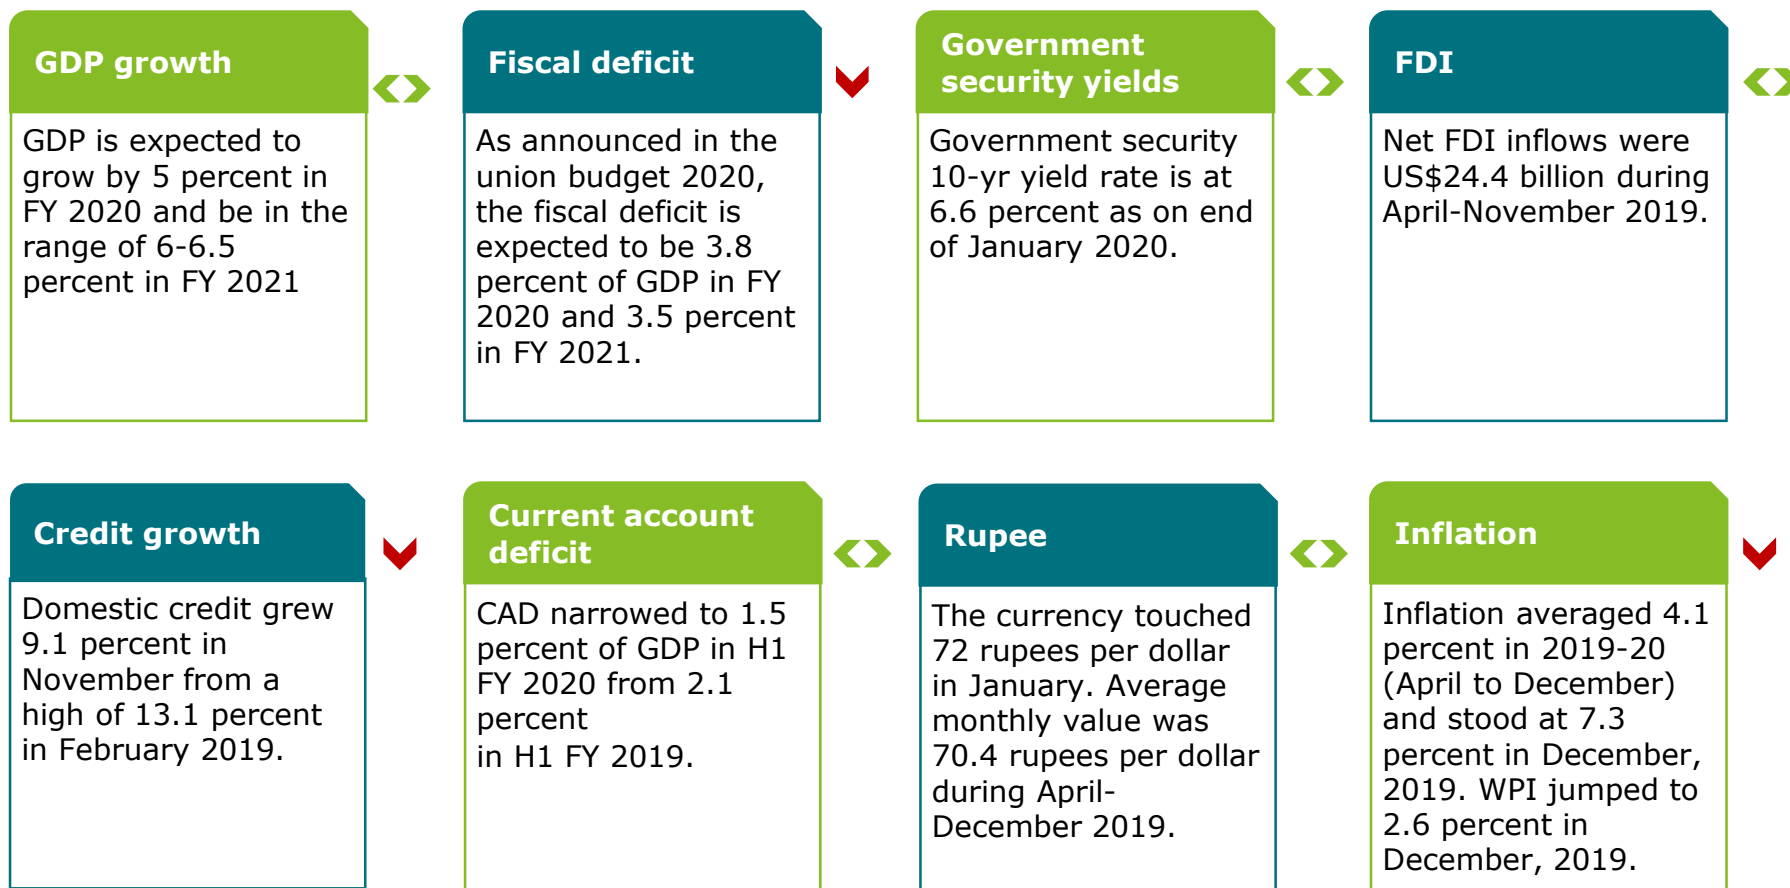 GDP growth
GDP is expected to
grow by 5 percent in
FY 2020 and be in the
range of 6-6.5
percent in FY 2021
Fiscal deficit
As announced in the
union budget 2020,
the fiscal deficit is
expected to be 3.8
percent of GDP in FY
2020 and 3.5 percent
in FY 2021.
Government
security yields
Government security
10-yr yield rate is at
6.6 percent as on end
of January 2020.
FDI
Net FDI inflows were
US$24.4 billion during
April-November 2019.
Credit growth
Domestic credit grew
9.1 percent in
November from a
high of 13.1 percent
in February 2019.
Current account
deficit
CAD narrowed to 1.5
percent of GDP in H1
FY 2020 from 2.1
percent
in H1 FY 2019.
Rupee
The currency touched
72 rupees per dollar
in January. Average
monthly value was
70.4 rupees per dollar
during April-
December 2019.
Inflation
Inflation averaged 4.1
percent in 2019-20
(April to December)
and stood at 7.3
percent in December,
2019. WPI jumped to
2.6 percent in
December, 2019.